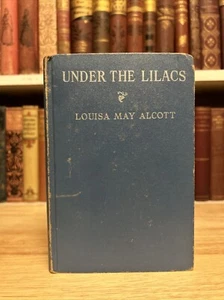 UNDER THE LILACS
LOUISA MAY ALCOTT